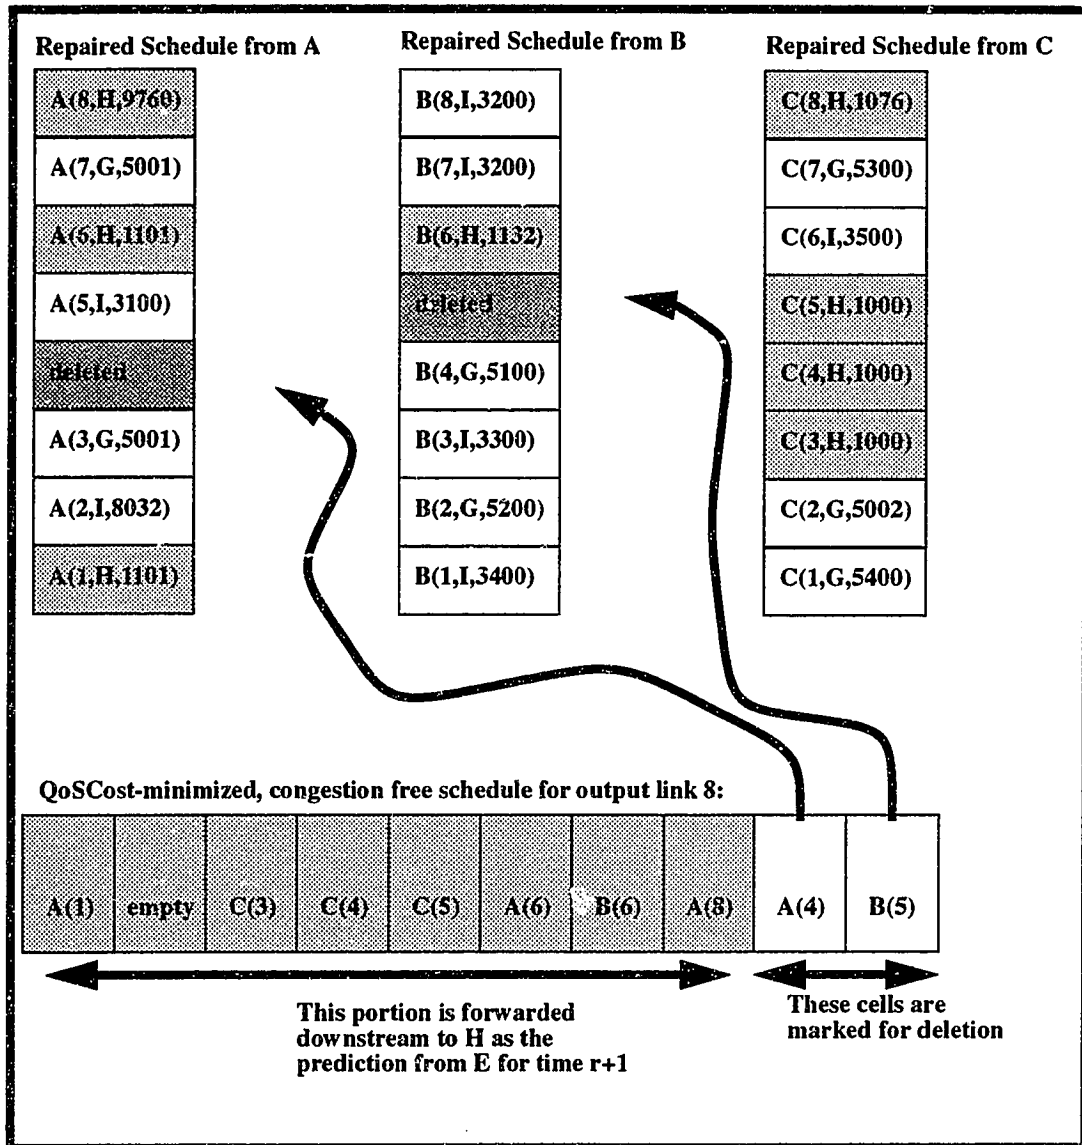 Repaired Schedule from A
A(8,H,9760)
A(7,G,5001)
A(6,H,1101)
A(5,I,3100)
deleted
A(3,G,5001)
A(2,I,8032)
A(1,H,1101)
Repaired Schedule from B
B(8,I,3200)
B(7,I,3200)
B(6,H,1132)
deleted
B(4,G,5100)
B(3,I,3300)
B(2,G,5200)
B(1,I,3400)
Repaired Schedule from C
C(8,H,1076)
C(7,G,5300)
C(6,I,3500)
C(5,H,1000)
C(4,H,1000)
C(3,H,1000)
C(2,G,5002)
C(1,G,5400)
QoSCost-minimized, congestion free schedule for output link 8:
A(1) empty C(3) C(4) C(5) A(6) B(6) A(8) A(4) B(5)
This portion is forwarded
downstream to H as the
prediction from E for time r+1
These cells are
marked for deletion